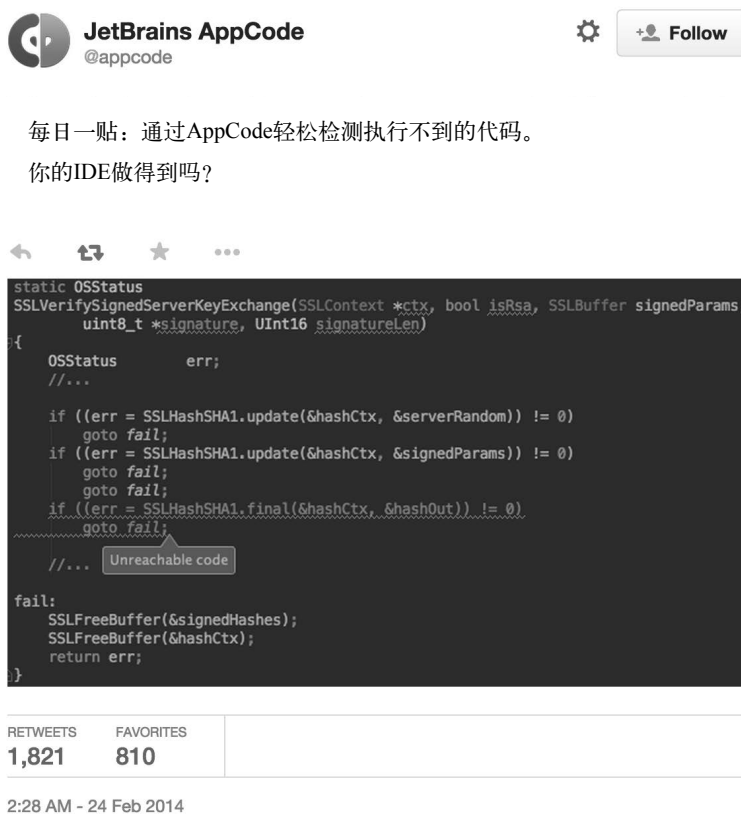 JetBrains AppCode
@appcode
Follow
每日一贴：通过AppCode轻松检测执行不到的代码。
你的IDE做得到吗？
static OSStatus
SSLVerifySignedServerKeyExchange(SSLContext *ctx, bool isRsa, SSLBuffer signedParams
uint8_t *signature, UInt16 signatureLen)
{
OSStatus err;
//...
if ((err = SSLHashSHA1.update(&hashCtx, &serverRandom)) != 0)
goto fail;
if ((err = SSLHashSHA1.update(&hashCtx, &signedParams)) != 0)
goto fail;
goto fail;
if ((err = SSLHashSHA1.final(&hashCtx, &hashOut)) != 0)
goto fail;
Unreachable code
//...
fail:
SSLFreeBuffer(&signedHashes);
SSLFreeBuffer(&hashCtx);
return err;
}
RETWEETS FAVORITES
1,821 810
2:28 AM - 24 Feb 2014